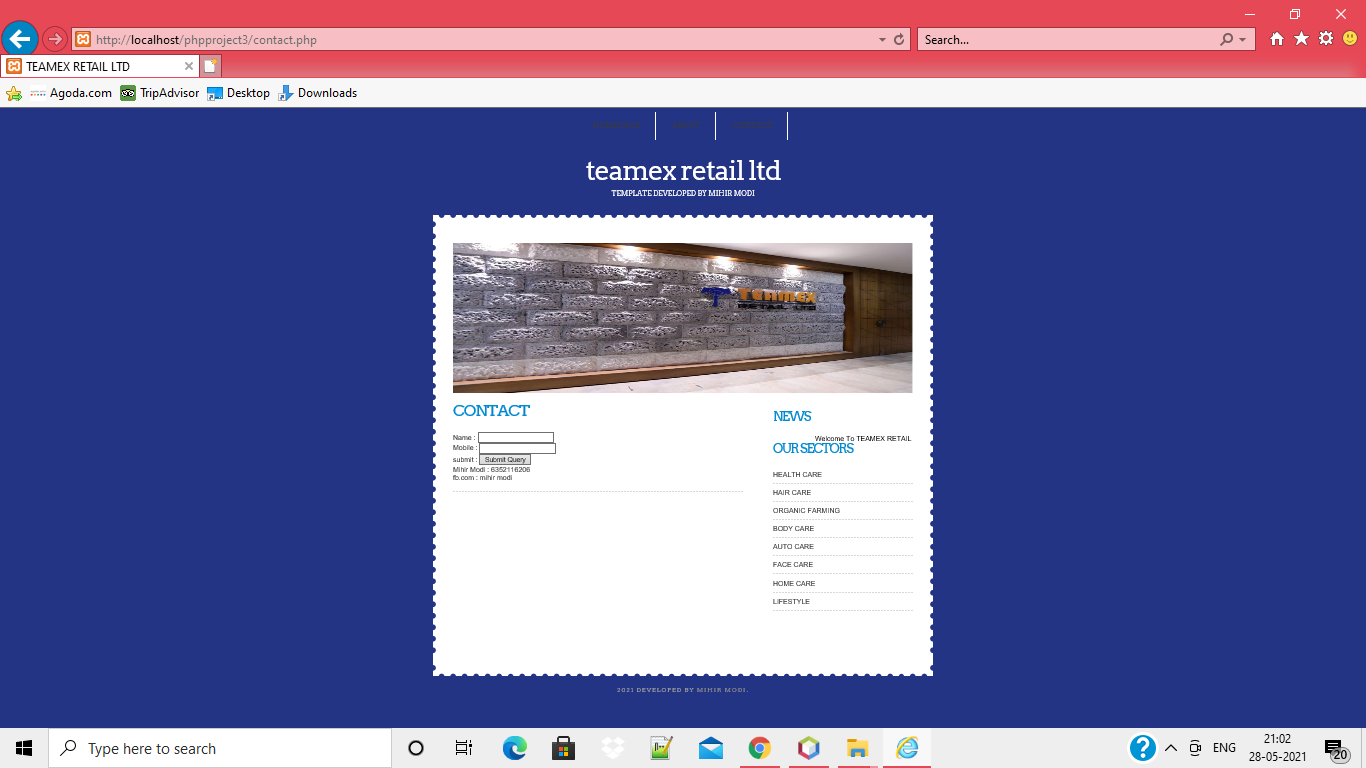 http://localhost/phpproject3/contact.php
Search...
TEAMEX RETAIL LTD
Agoda.com
TripAdvisor
Desktop
Downloads
teamex retail ltd
TEMPLATE DEVELOPED BY MIHIR MODI
TEAMEX
CONTACT
Name :
Mobile :
submit : Submit Query
Mihir Modi : 6352116206
fb.com : mihir modi
NEWS
Welcome To TEAMEX RETAIL
OUR SECTORS
HEALTH CARE
HAIR CARE
ORGANIC FARMING
BODY CARE
AUTO CARE
FACE CARE
HOME CARE
LIFESTYLE
2021 DEVELOPED BY MIHIR MODI.
Type here to search
ENG
21:02
28-05-2021
20